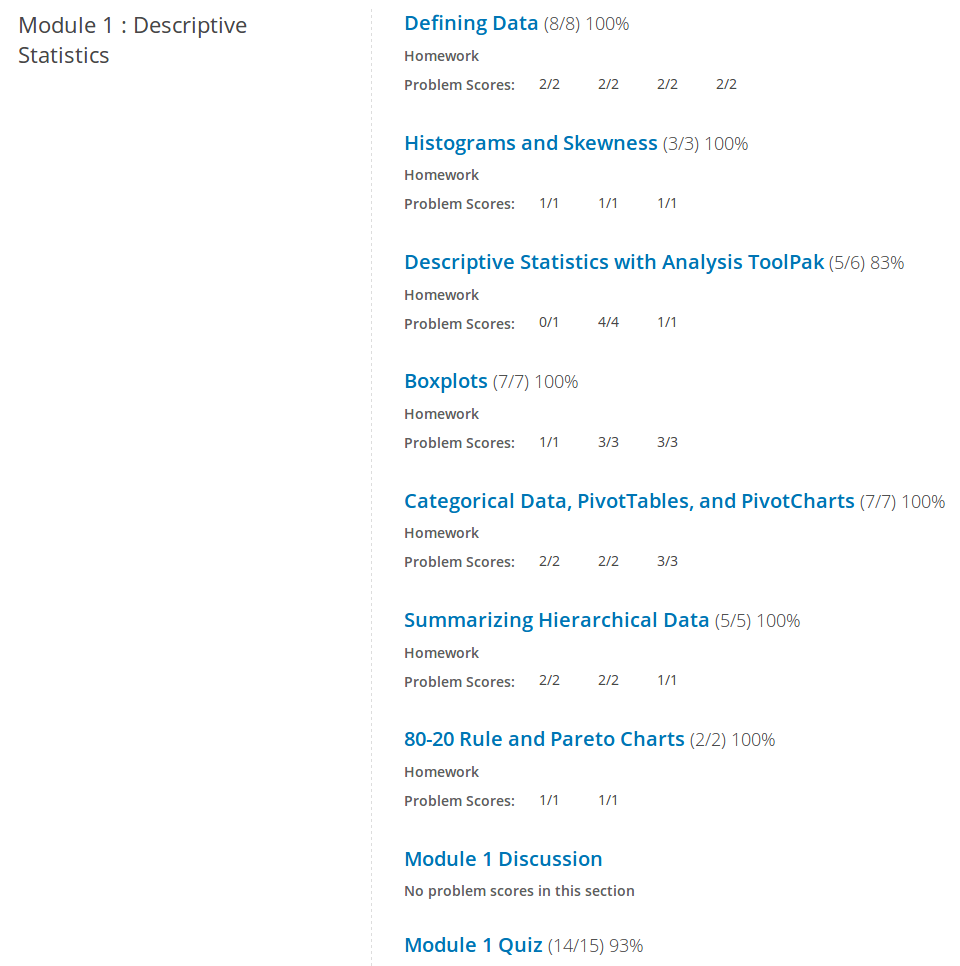 Module 1 : Descriptive
Statistics
Defining Data (8/8) 100%
Homework
Problem Scores: 2/2 2/2 2/2 2/2
Histograms and Skewness (3/3) 100%
Homework
Problem Scores: 1/1 1/1 1/1
Descriptive Statistics with Analysis ToolPak (5/6) 83%
Homework
Problem Scores: 0/1 4/4 1/1
Boxplots (7/7) 100%
Homework
Problem Scores: 1/1 3/3 3/3
Categorical Data, PivotTables, and PivotCharts (7/7) 100%
Homework
Problem Scores: 2/2 2/2 3/3
Summarizing Hierarchical Data (5/5) 100%
Homework
Problem Scores: 2/2 2/2 1/1
80-20 Rule and Pareto Charts (2/2) 100%
Homework
Problem Scores: 1/1 1/1
Module 1 Discussion
No problem scores in this section
Module 1 Quiz (14/15) 93%